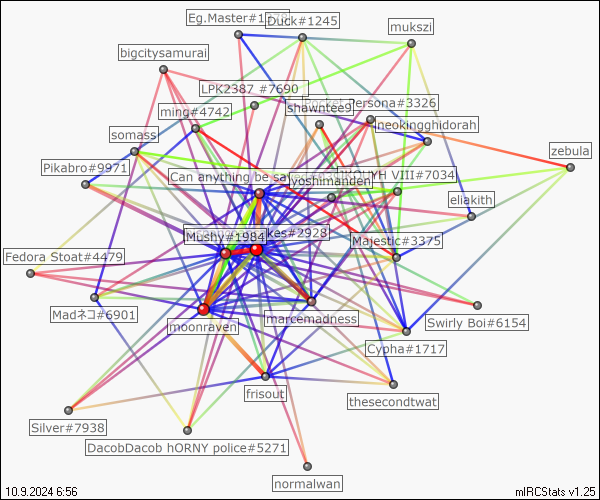 Eg.Master#1
Duck#1245
mukszi
bigcitysamurai
LPK2387 #7690
shawntee9
Persona#3326
ming#4742
neokingghidorah
somass
zebula
Pikabro#9971
Can anything be sa
VIII#7034
yoshimanden
eliakith
kes#2928
Mushy#1984
Majestic#3375
Fedora Stoat#4479
Madネコ#6901
moonraven
marcemadness
Swirly Boi#6154
Cypha#1717
frisout
thesecondtwat
Silver#7938
DacobDacob hORNY police#5271
normalwan
10.9.2024 6:56
mIRCStats v1.25